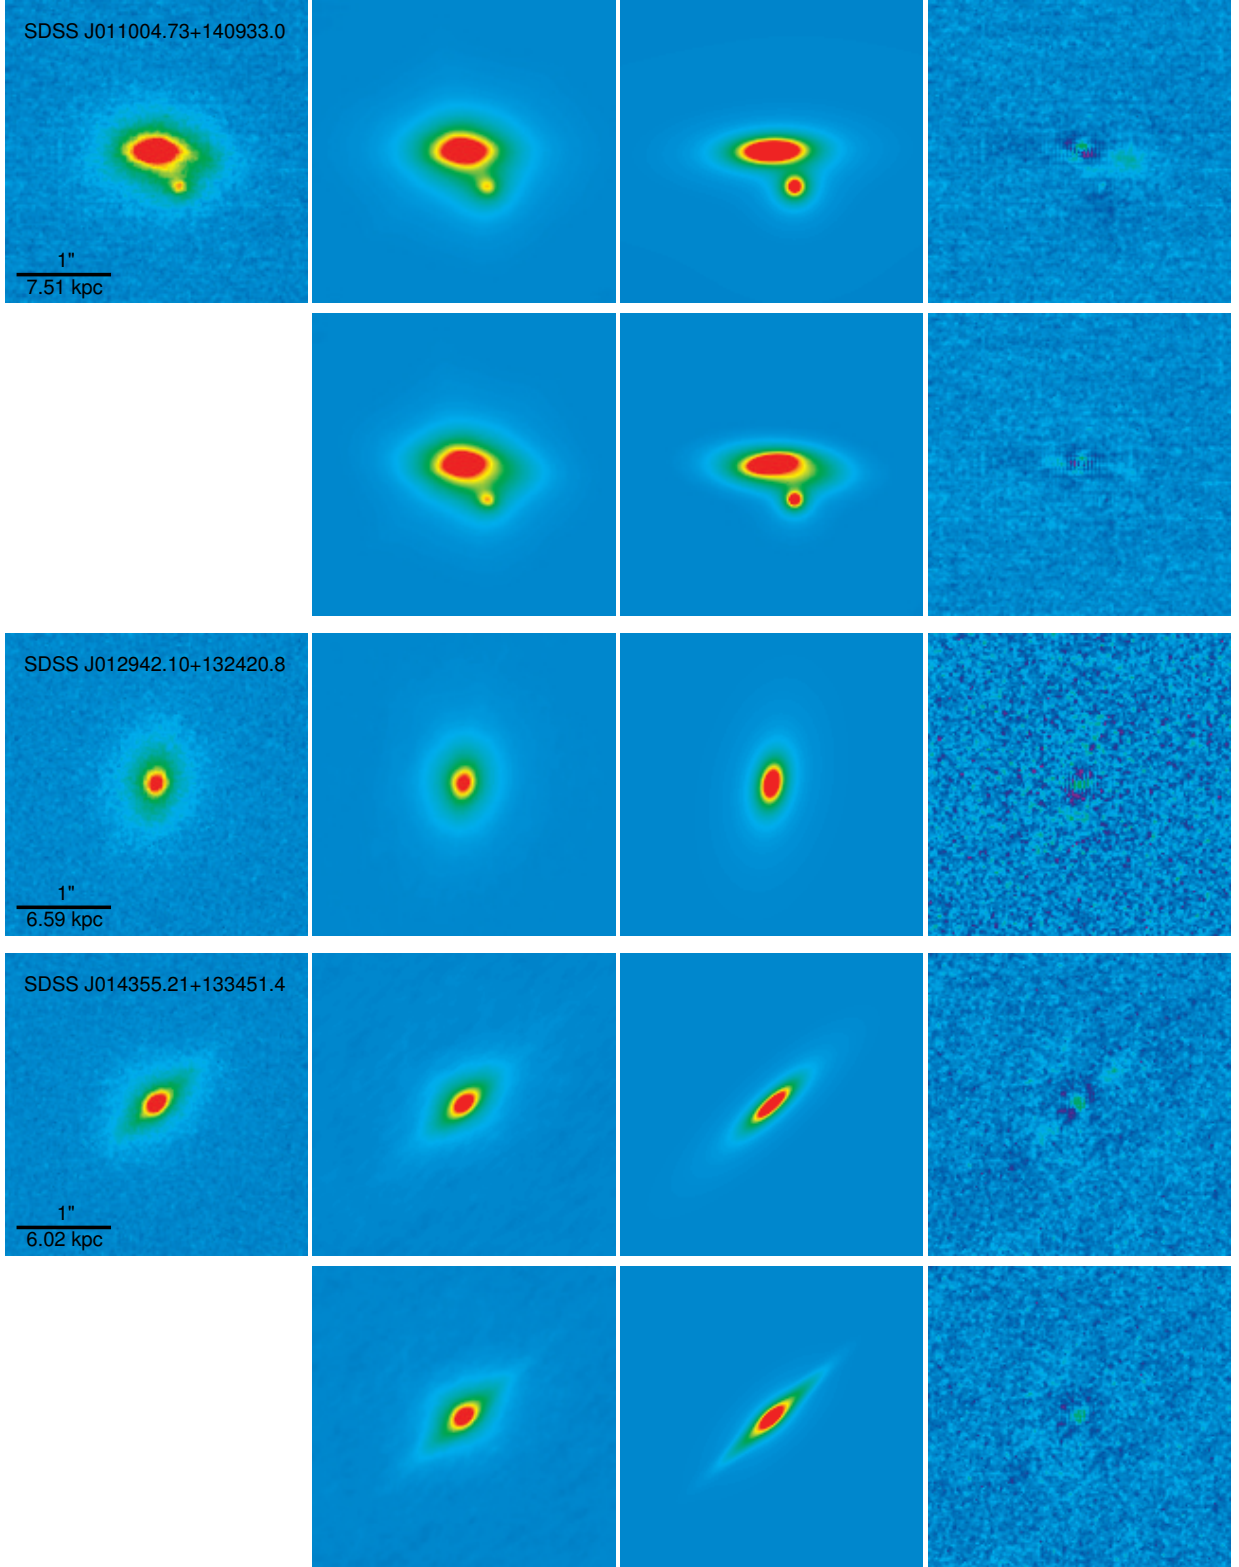 SDSS J011004.73+140933.0
1"
7.51 kpc
SDSS J012942.10+132420.8
1"
6.59 kpc
SDSS J014355.21+133451.4
1"
6.02 kpc